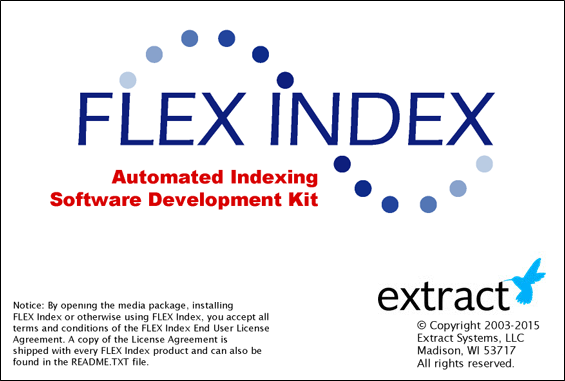 FLEX INDEX
Automated Indexing
Software Development Kit
Notice: By opening the media package, installing
FLEX Index or otherwise using FLEX Index, you accept all
terms and conditions of the FLEX Index End User License
Agreement. A copy of the License Agreement is
shipped with every FLEX Index product and can also be
found in the README.TXT file.
extract
© Copyright 2003-2015
Extract Systems, LLC
Madison, WI 53717
All rights reserved.